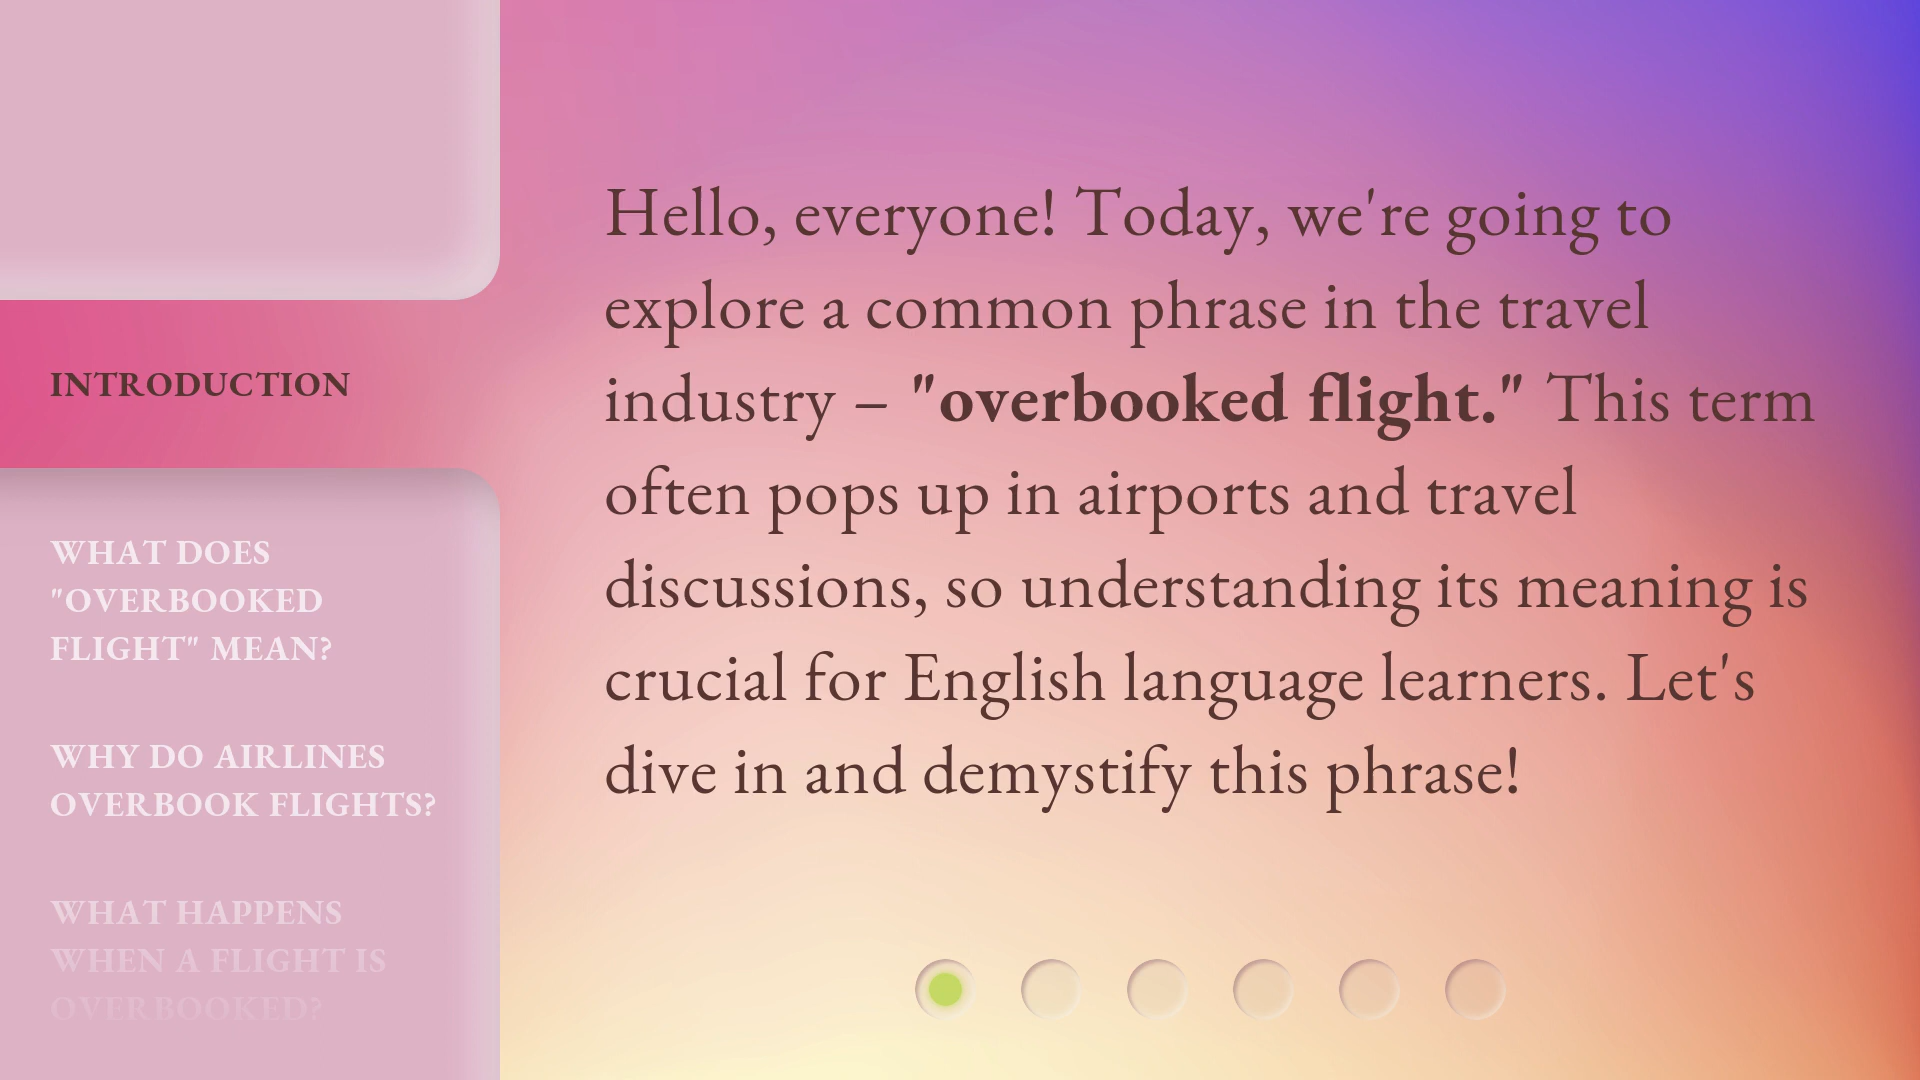 INTRODUCTION
WHAT DOES
"OVERBOOKED
FLIGHT" MEAN?
WHY DO AIRLINES
OVERBOOK FLIGHTS?
WHAT HAPPENS
WHEN A FLIGHT IS
OVERBOOKED?
Hello, everyone! Today, we're going to
explore a common phrase in the travel
industry – "overbooked flight." This term
often pops up in airports and travel
discussions, so understanding its meaning is
crucial for English language learners. Let's
dive in and demystify this phrase!